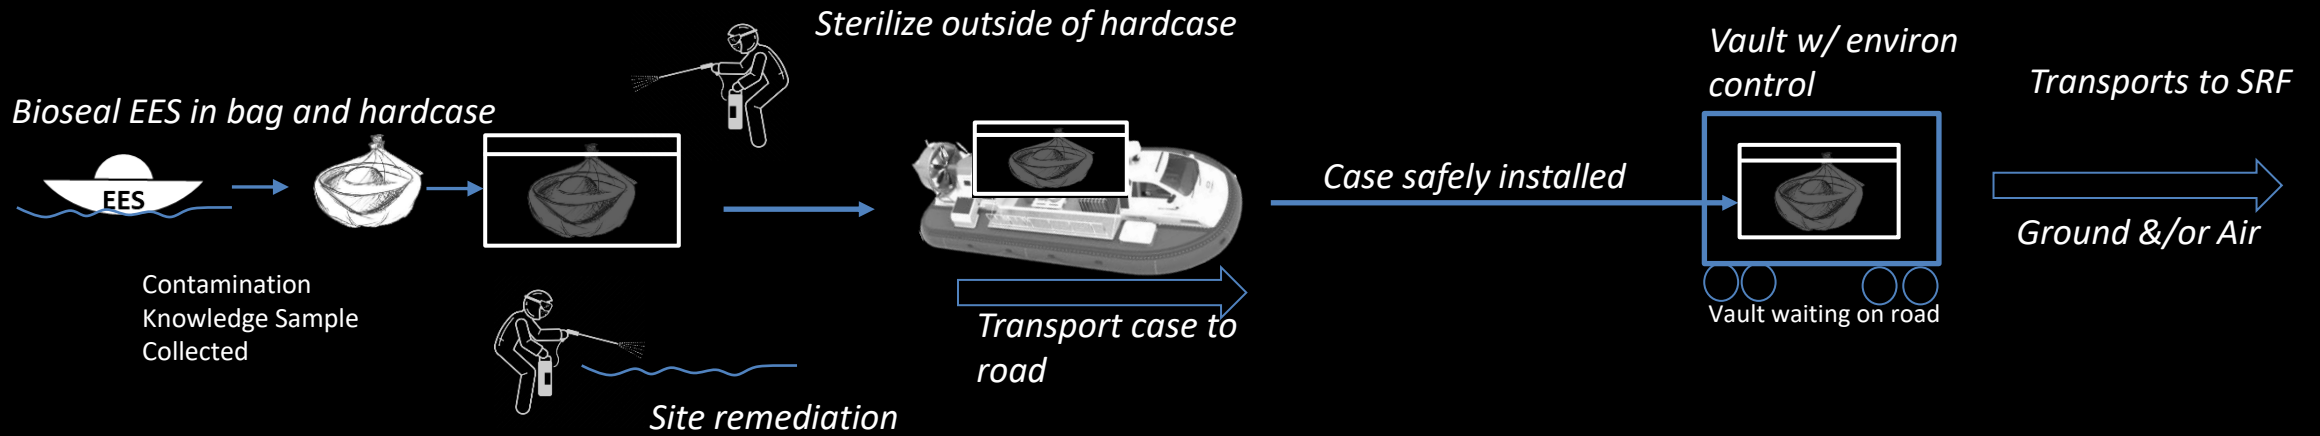 Bioseal EES in bag and hardcase
EES
Contamination
Knowledge Sample
Collected
Sterilize outside of hardcase
Site remediation
Transport case to
road
Case safely installed
Vault w/ environ
control
Vault waiting on road
Transports to SRF
Ground &/or Air